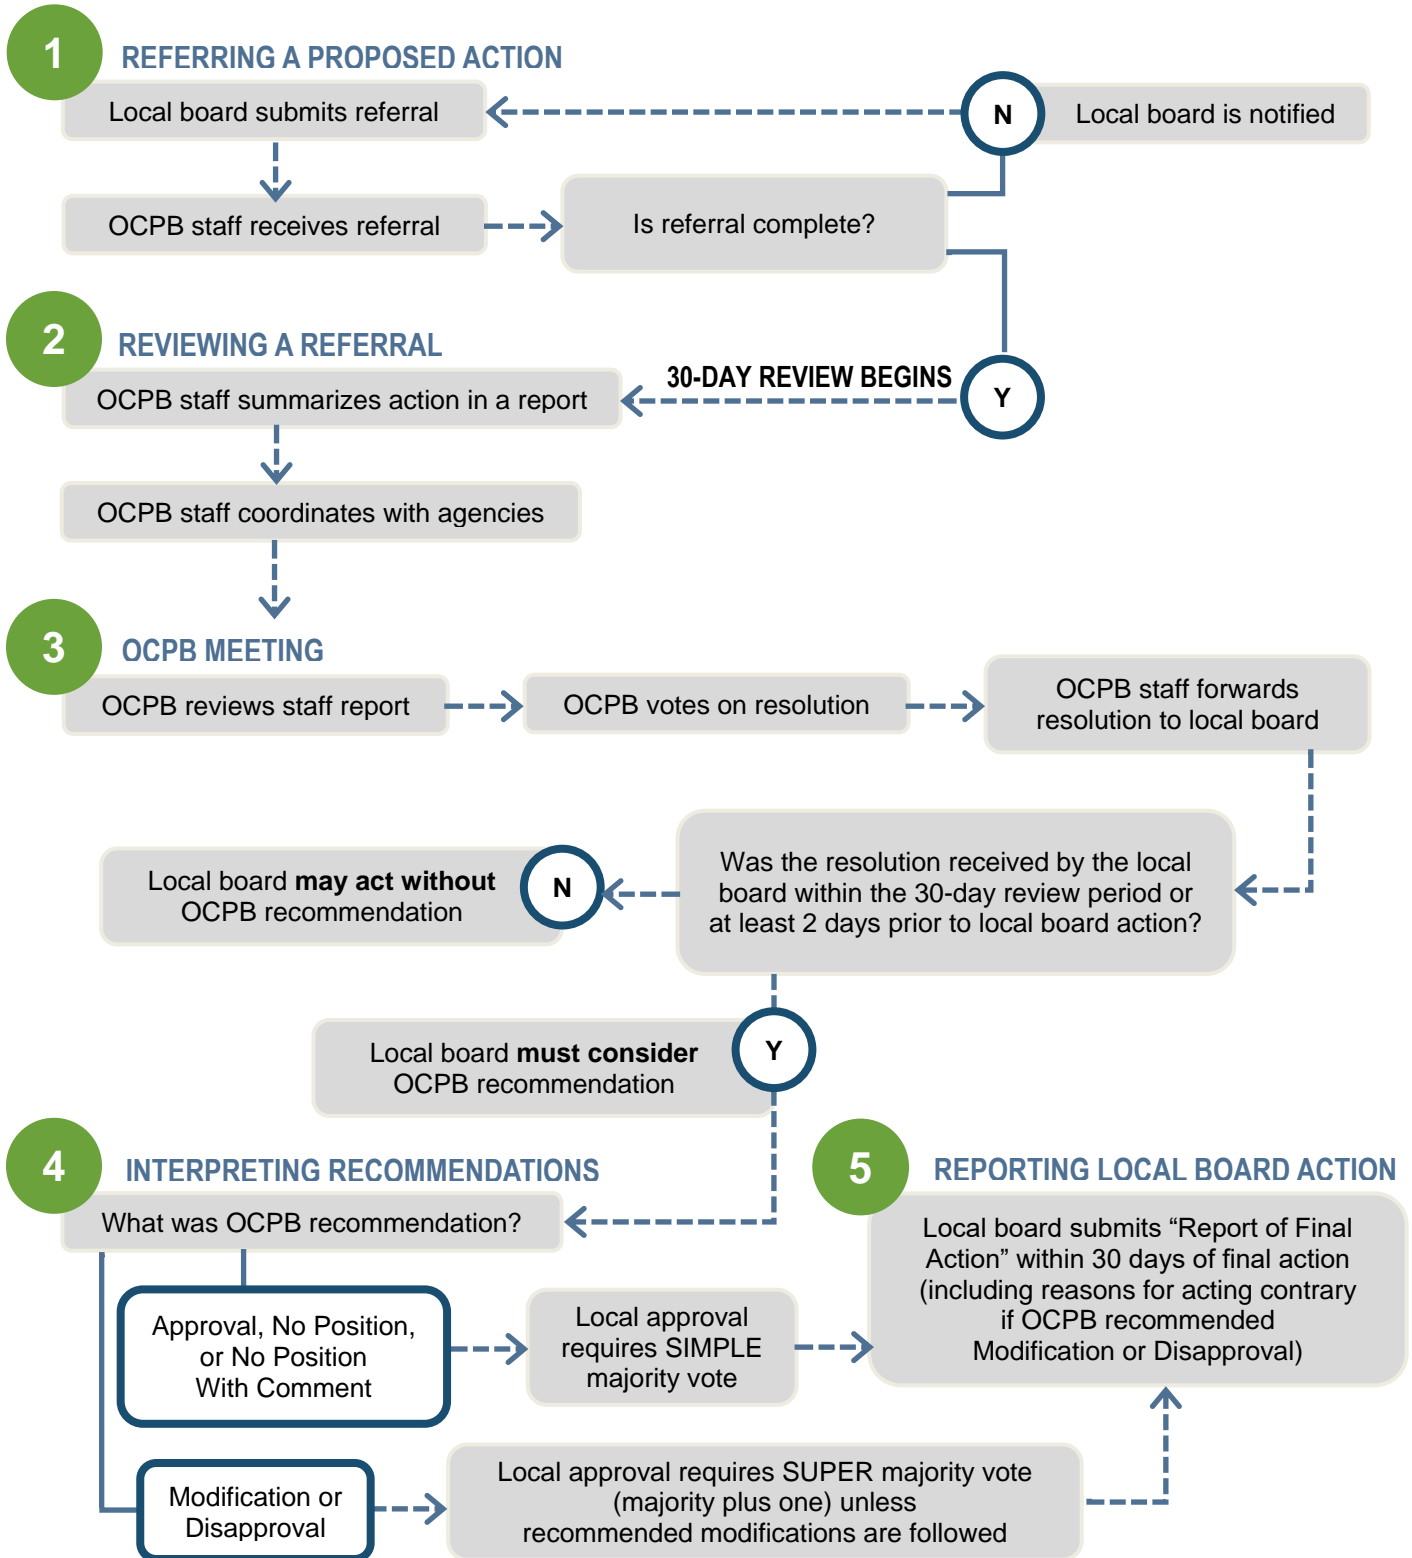 1
REFERRING A PROPOSED ACTION
Local board submits referral
N
Local board is notified
OCPB staff receives referral
Is referral complete?
2
REVIEWING A REFERRAL
30-DAY REVIEW BEGINS
Y
OCPB staff summarizes action in a report
OCPB staff coordinates with agencies
3
OCPB MEETING
OCPB reviews staff report
OCPB votes on resolution
OCPB staff forwards
resolution to local board
Was the resolution received by the local
board within the 30-day review period or
at least 2 days prior to local board action?
N
Local board may act without
OCPB recommendation
Y
Local board must consider
OCPB recommendation
4
INTERPRETING RECOMMENDATIONS
What was OCPB recommendation?
Approval, No Position,
or No Position
With Comment
Local approval
requires SIMPLE
majority vote
Modification or
Disapproval
Local approval requires SUPER majority vote
(majority plus one) unless
recommended modifications are followed
5
REPORTING LOCAL BOARD ACTION
Local board submits “Report of Final
Action” within 30 days of final action
(including reasons for acting contrary
if OCPB recommended
Modification or Disapproval)